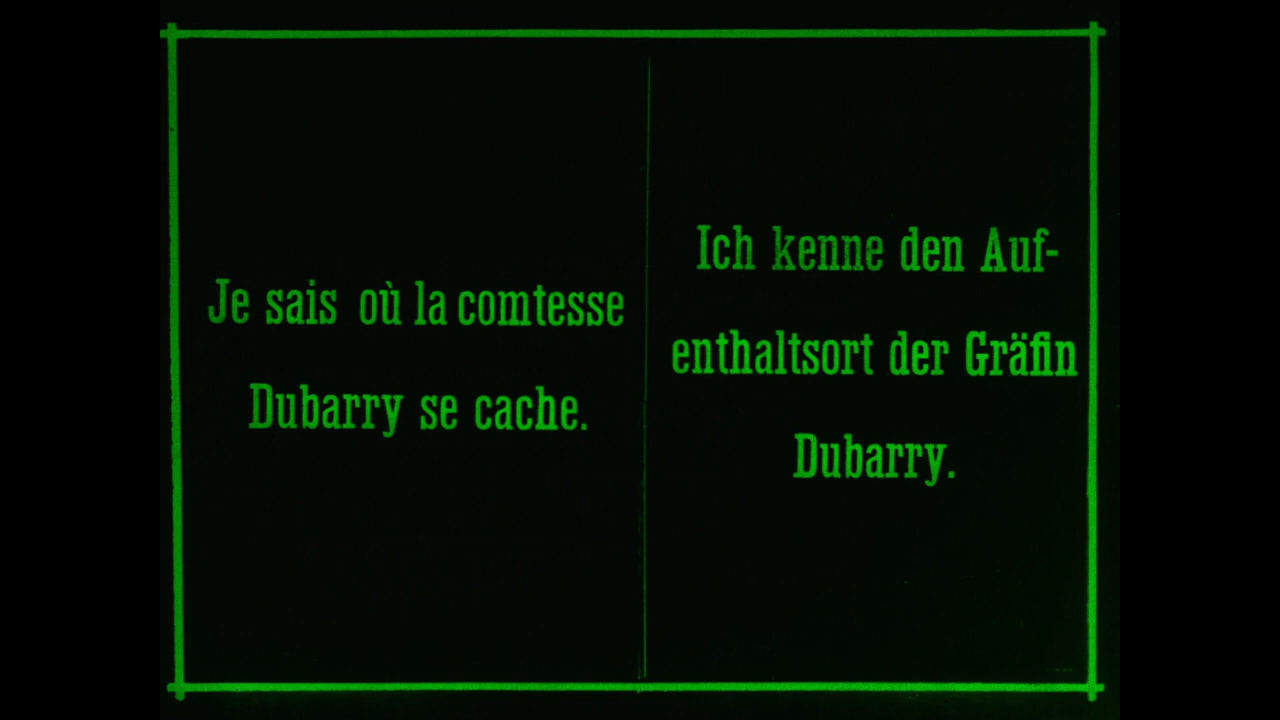 Je sais où la comtesse
Dubarry se cache.
Ich kenne den Auf-
enthaltsort der Gräfin
Dubarry.